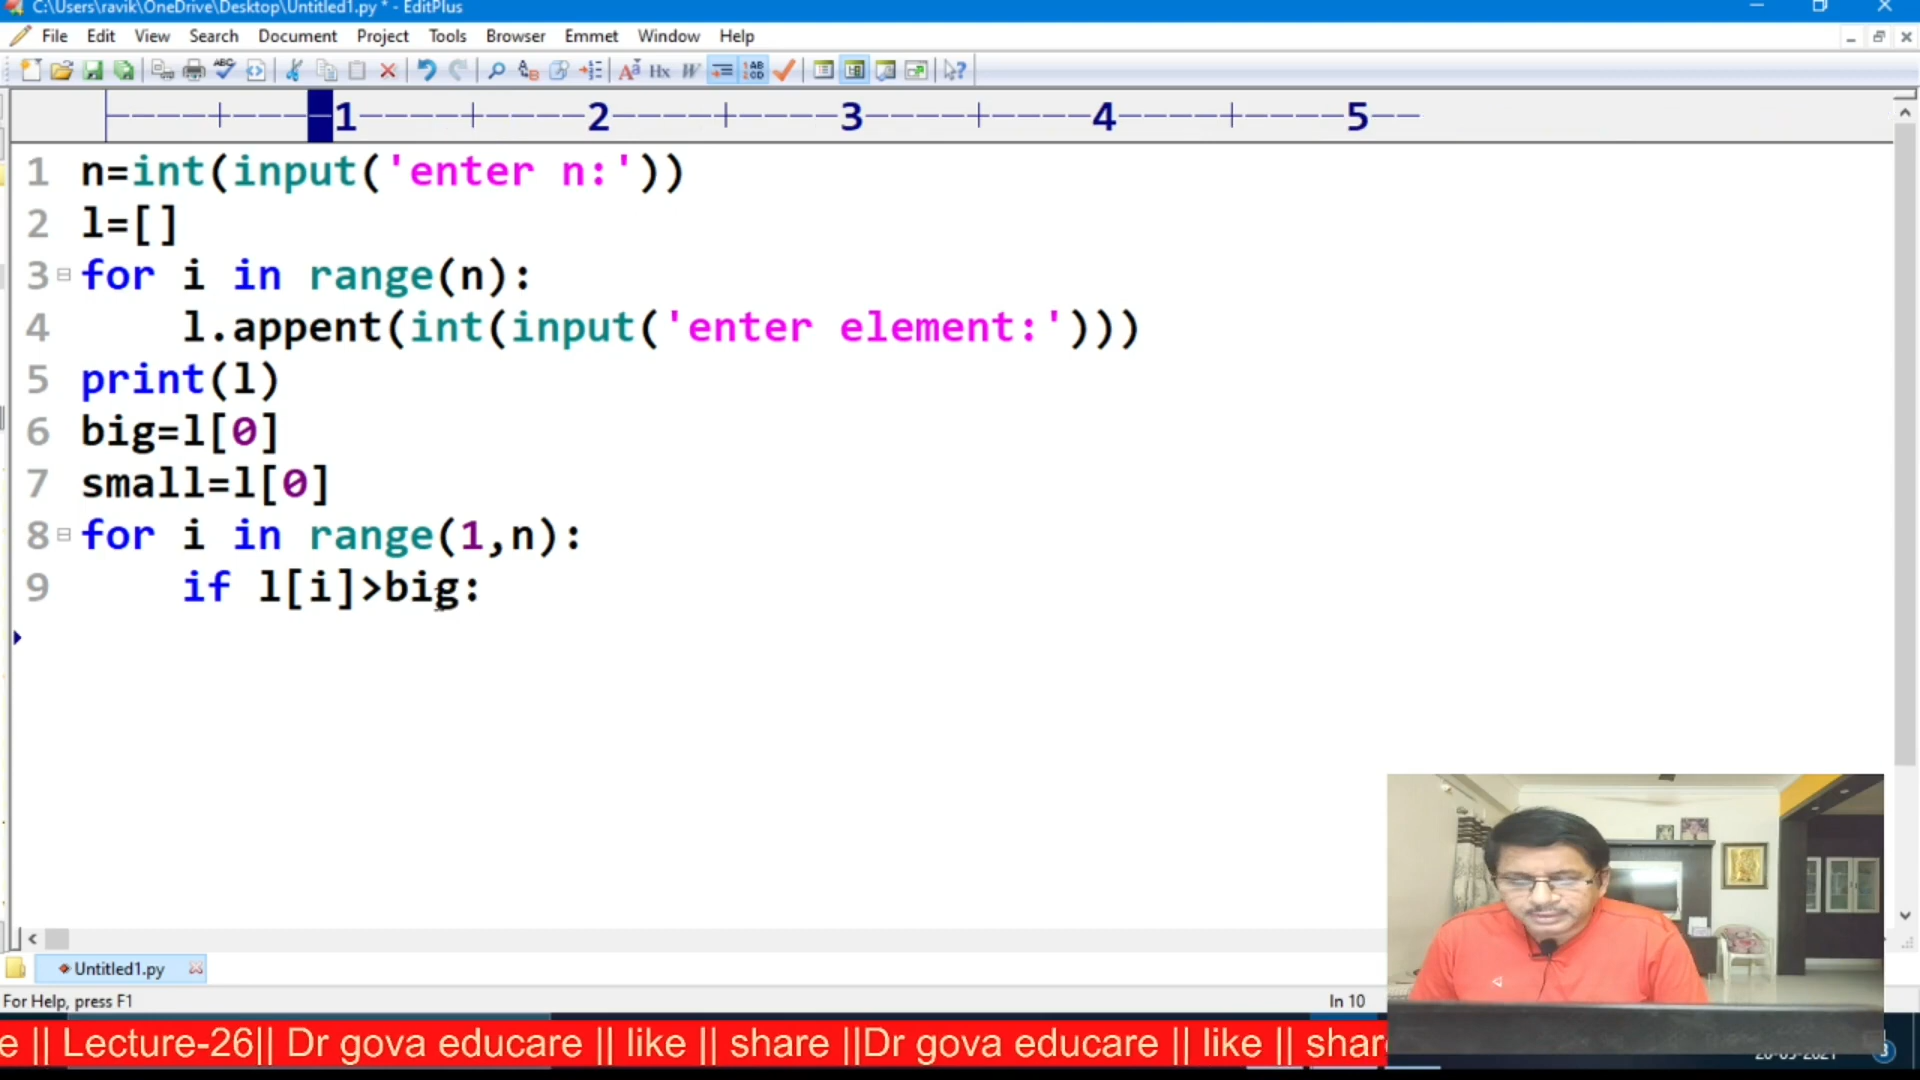 C:\Users\ravik\OneDrive\Desktop\Untitled1.py * - EditPlus
File Edit View Search Document Project Tools Browser Emmet Window Help
1 2 3 4 5
1 n=int(input('enter n:'))
2 l=[]
3 for i in range(n):
4 l.appent(int(input('enter element:')))
5 print(l)
6 big=l[0]
7 small=l[0]
8 for i in range(1,n):
9 if l[i]>big:
Untitled1.py
For Help, press F1
ln 10
e || Lecture-26|| Dr gova educare || like || share ||Dr gova educare || like || shar